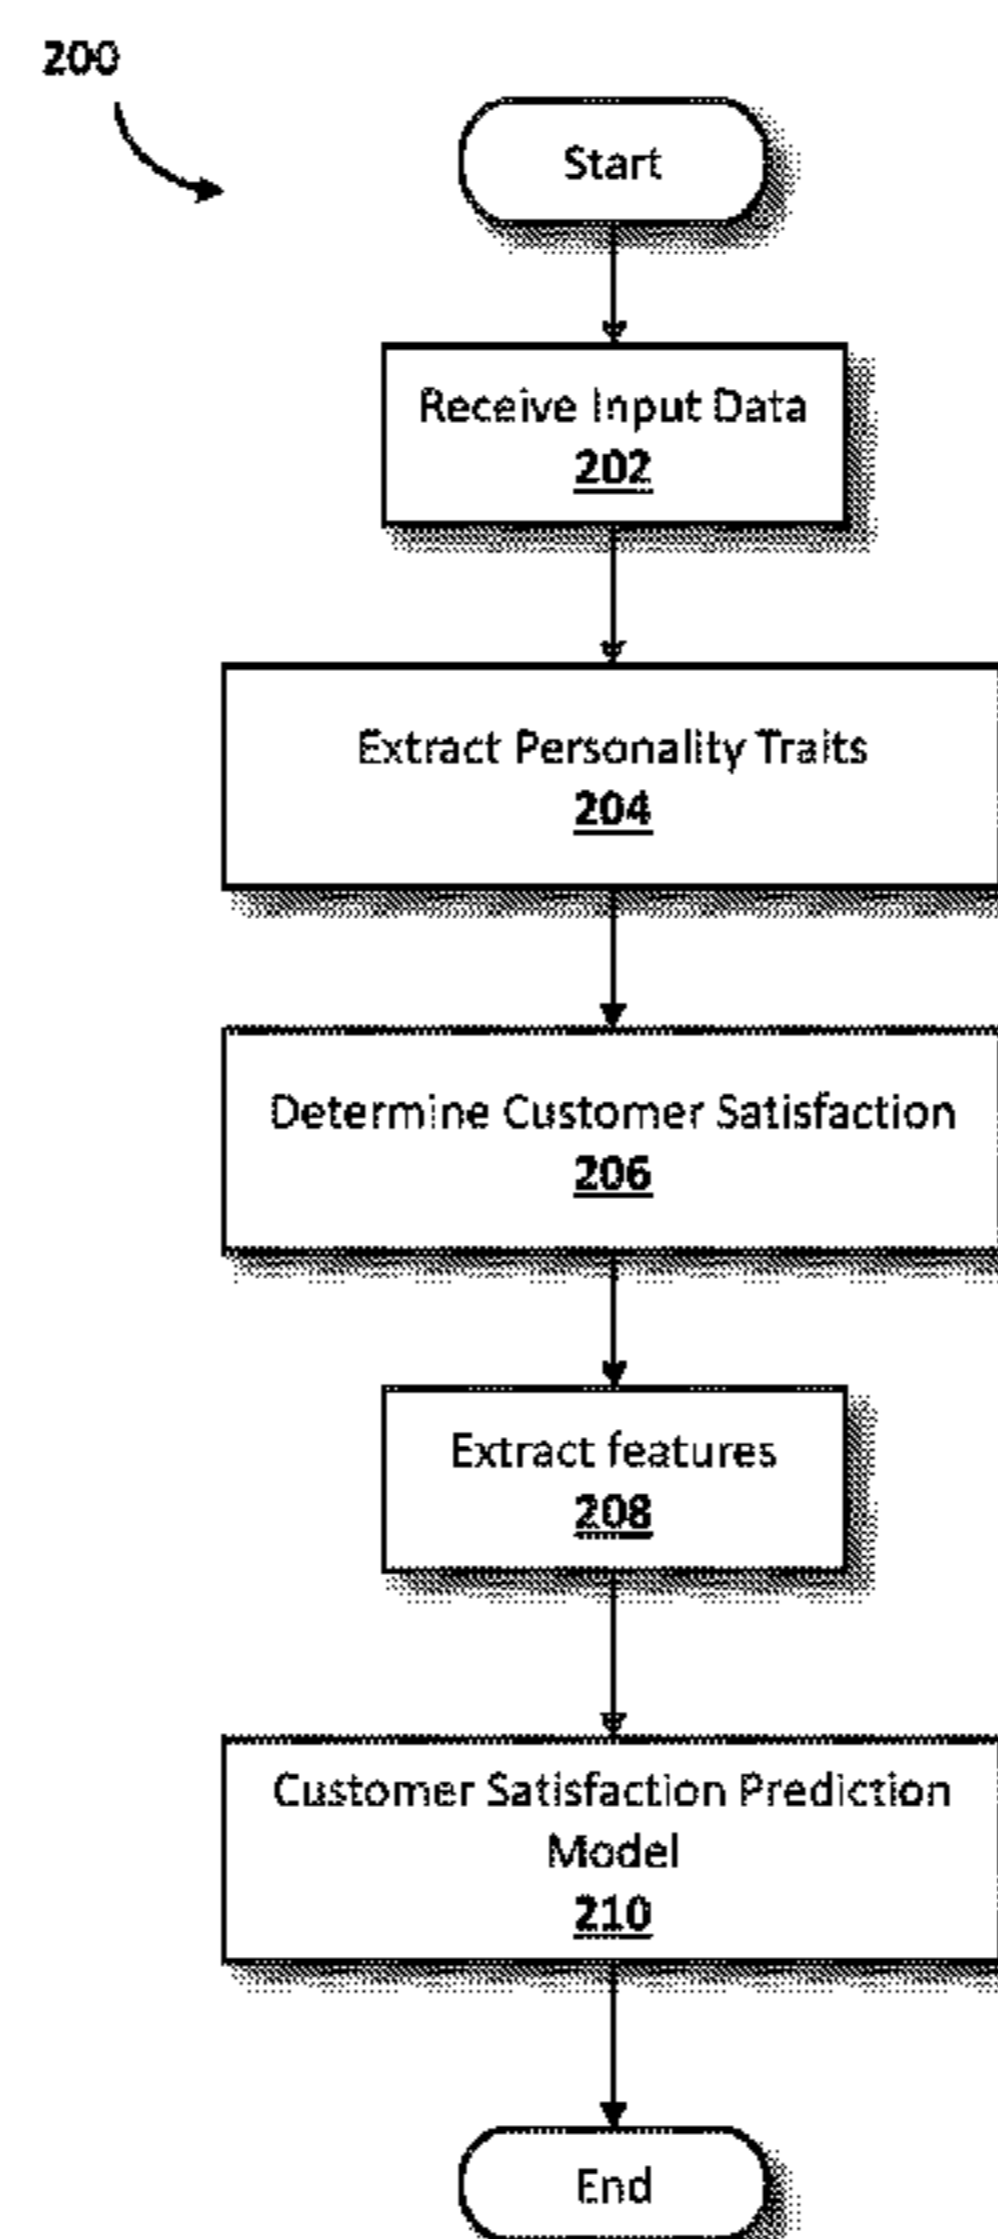 200
Start
Receive Input Data
202
Extract Personality Traits
204
Determine Customer Satisfaction
206
Extract features
208
Customer Satisfaction Prediction
Model
210
End